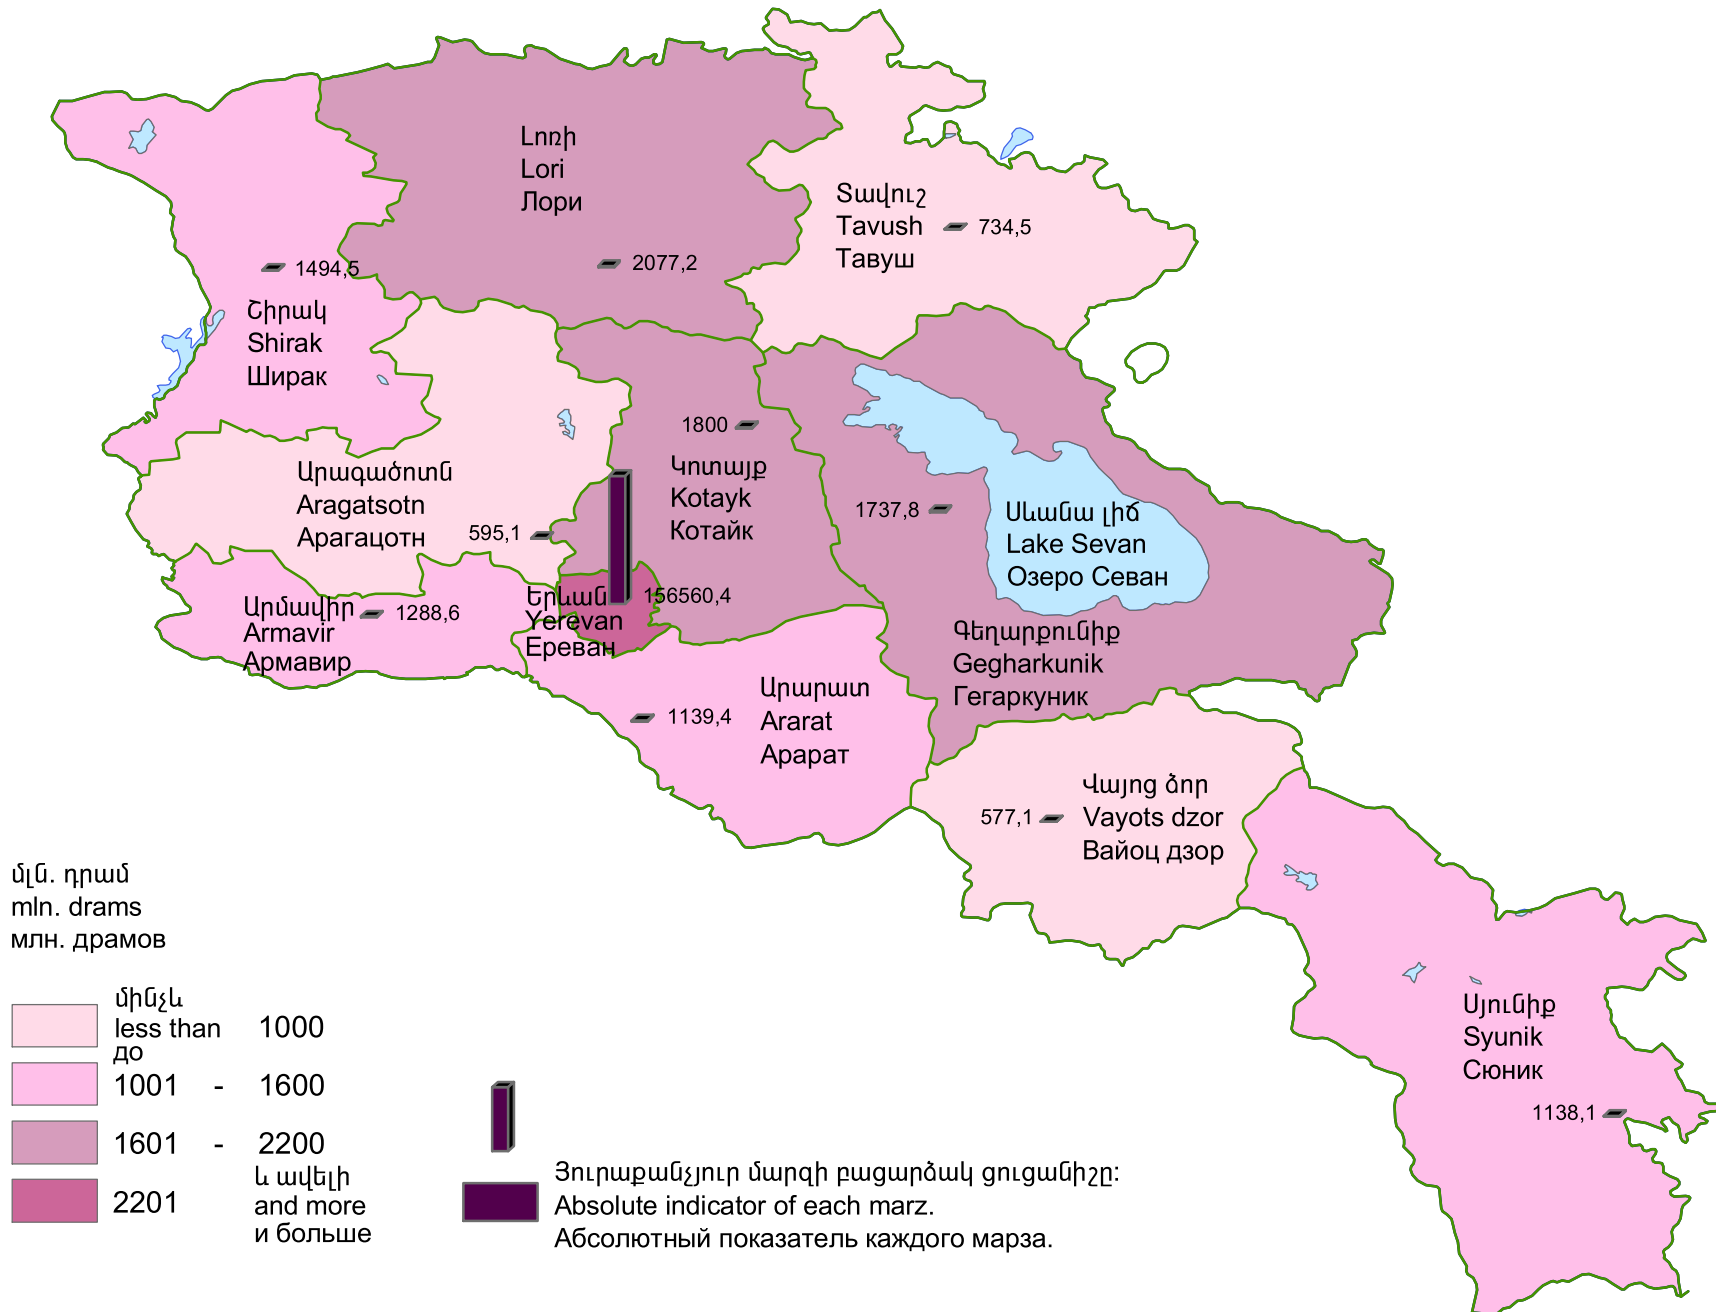 Լոռի
Lori
Лори
2077,2
Տավուշ
Tavush
Тавуш
734,5
1494,5
Շիրակ
Shirak
Ширак
1800
Կոտայք
Kotayk
Котайк
Արագածոտն
Aragatsotn
Арагацотн
595,1
1737,8
Սևանա լիճ
Lake Sevan
Озеро Севан
Արմավիր
Armavir
Армавир
1288,6
Երևան
Yerevan
Ереван
156560,4
Գեղարքունիք
Gegharkunik
Гегаркуник
1139,4
Արարատ
Ararat
Арарат
577,1
Վայոց ձոր
Vayots dzor
Вайоц дзор
Սյունիք
Syunik
Сюник
1138,1
մլն. դրամ
mln. drams
млн. драмов
մինչև
less than 1000
до
1001 - 1600
1601 - 2200
2201 և ավելի
and more
и больше
Յուրաքանչյուր մարզի բացարձակ ցուցանիշը:
Absolute indicator of each marz.
Абсолютный показатель каждого марза.